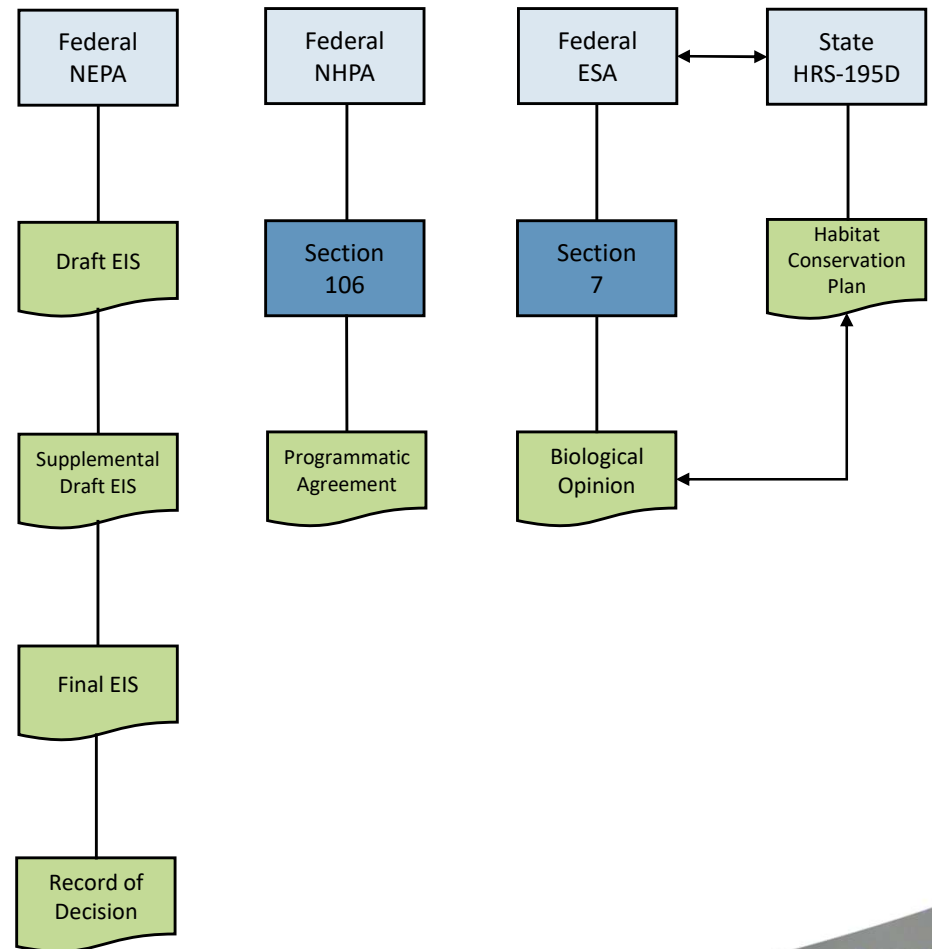 Federal
NEPA
Draft EIS
Supplemental
Draft EIS
Final EIS
Record of
Decision
Federal
NHPA
Section
106
Programmatic
Agreement
Federal
ESA
Section
7
Biological
Opinion
State
HRS-195D
Habitat
Conservation
Plan